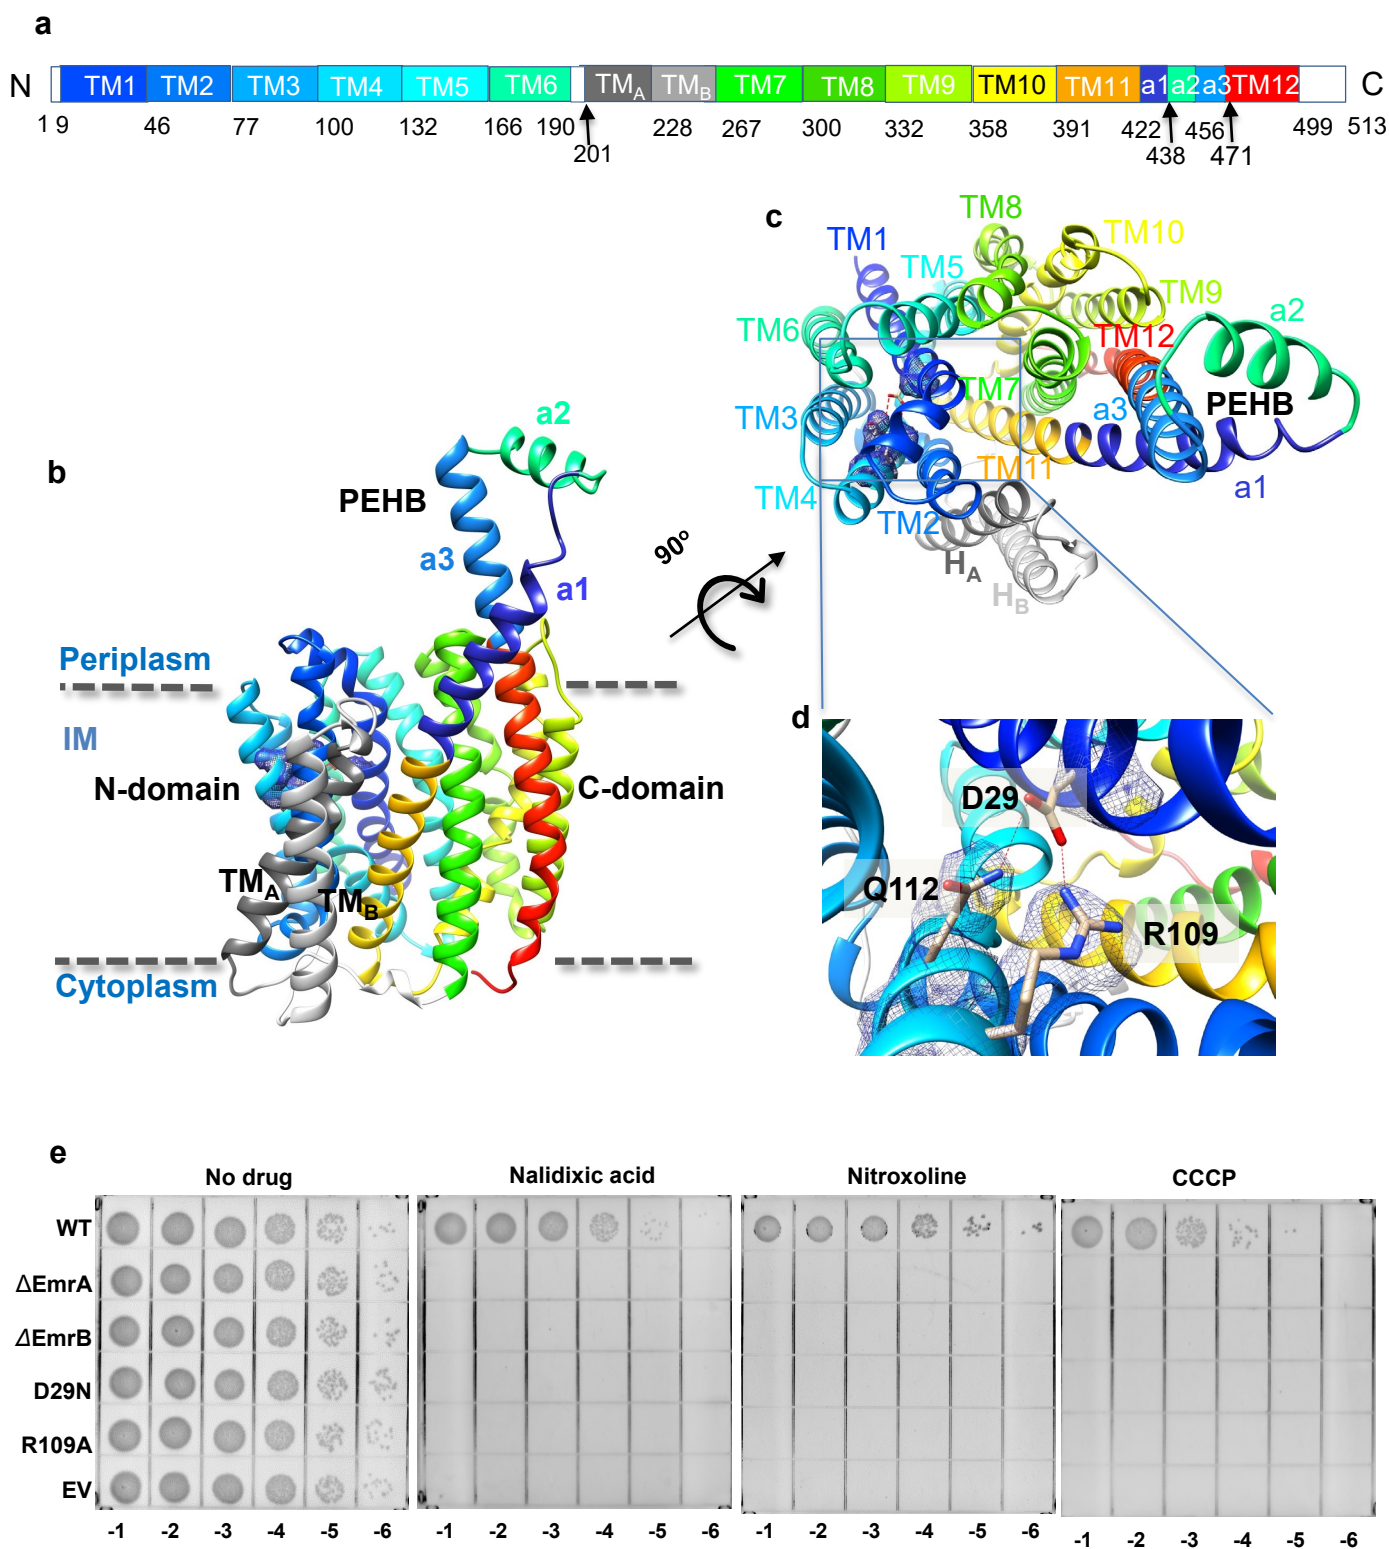 a
N TM1 TM2 TM3 TM4 TM5 TM6 TMA TMB TM7 TM8 TM9 TM10 TM11 a1 a2 a3 TM12 C
1 9 46 77 100 132 166 190 228 267 300 332 358 391 422 456 499 513
201 438 471
c
TM8
TM1 TM10
TM5
TM9
a2
TM6
TM12
TM7
PEHB
TM3
a3
TM11
a1
TM4
TM2
HA
HB
b
a2
PEHB
a3
a1
90°
Periplasm
IM
N-domain
C-domain
TMA
TMB
Cytoplasm
d
D29
Q112
R109
e
No drug Nalidixic acid Nitroxoline CCCP
WT
ΔEmrA
ΔEmrB
D29N
R109A
EV
-1 -2 -3 -4 -5 -6 -1 -2 -3 -4 -5 -6 -1 -2 -3 -4 -5 -6 -1 -2 -3 -4 -5 -6